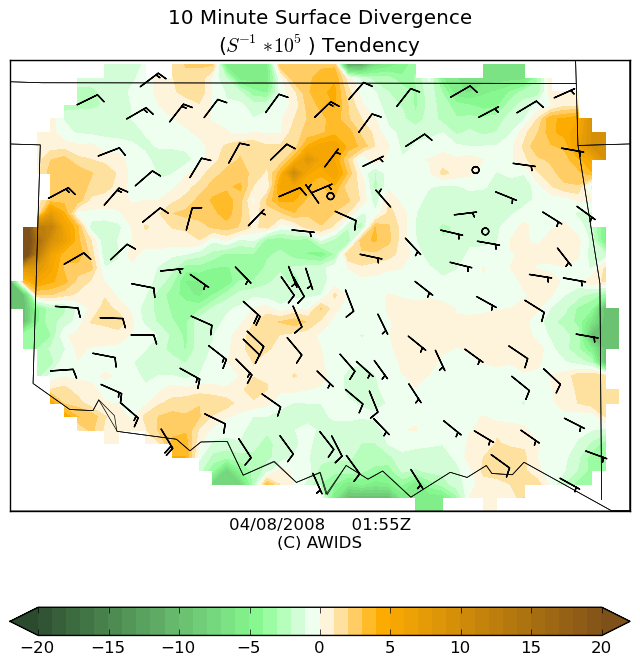 10 Minute Surface Divergence
(S⁻¹ *10⁵ ) Tendency
04/08/2008 01:55Z
(C) AWIDS
−20 −15 −10 −5 0 5 10 15 20